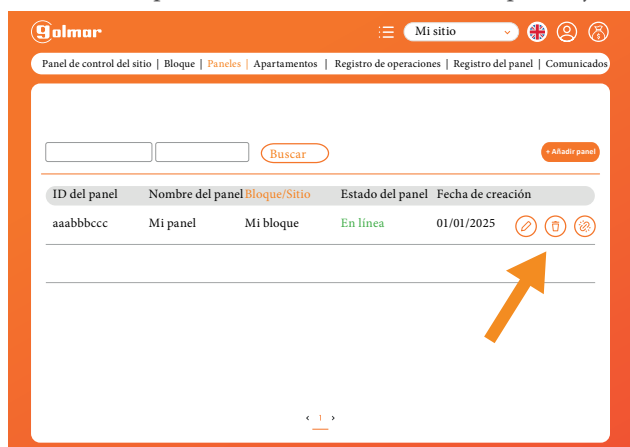 golmar
Mi sitio
Panel de control del sitio | Bloque | Paneles | Apartamentos | Registro de operaciones | Registro del panel | Comunicados
Buscar
+ Añadir panel
ID del panel Nombre del panel Bloque/Sitio Estado del panel Fecha de creación
aaabbbccc Mi panel Mi bloque En línea 01/01/2025
‹ 1 ›